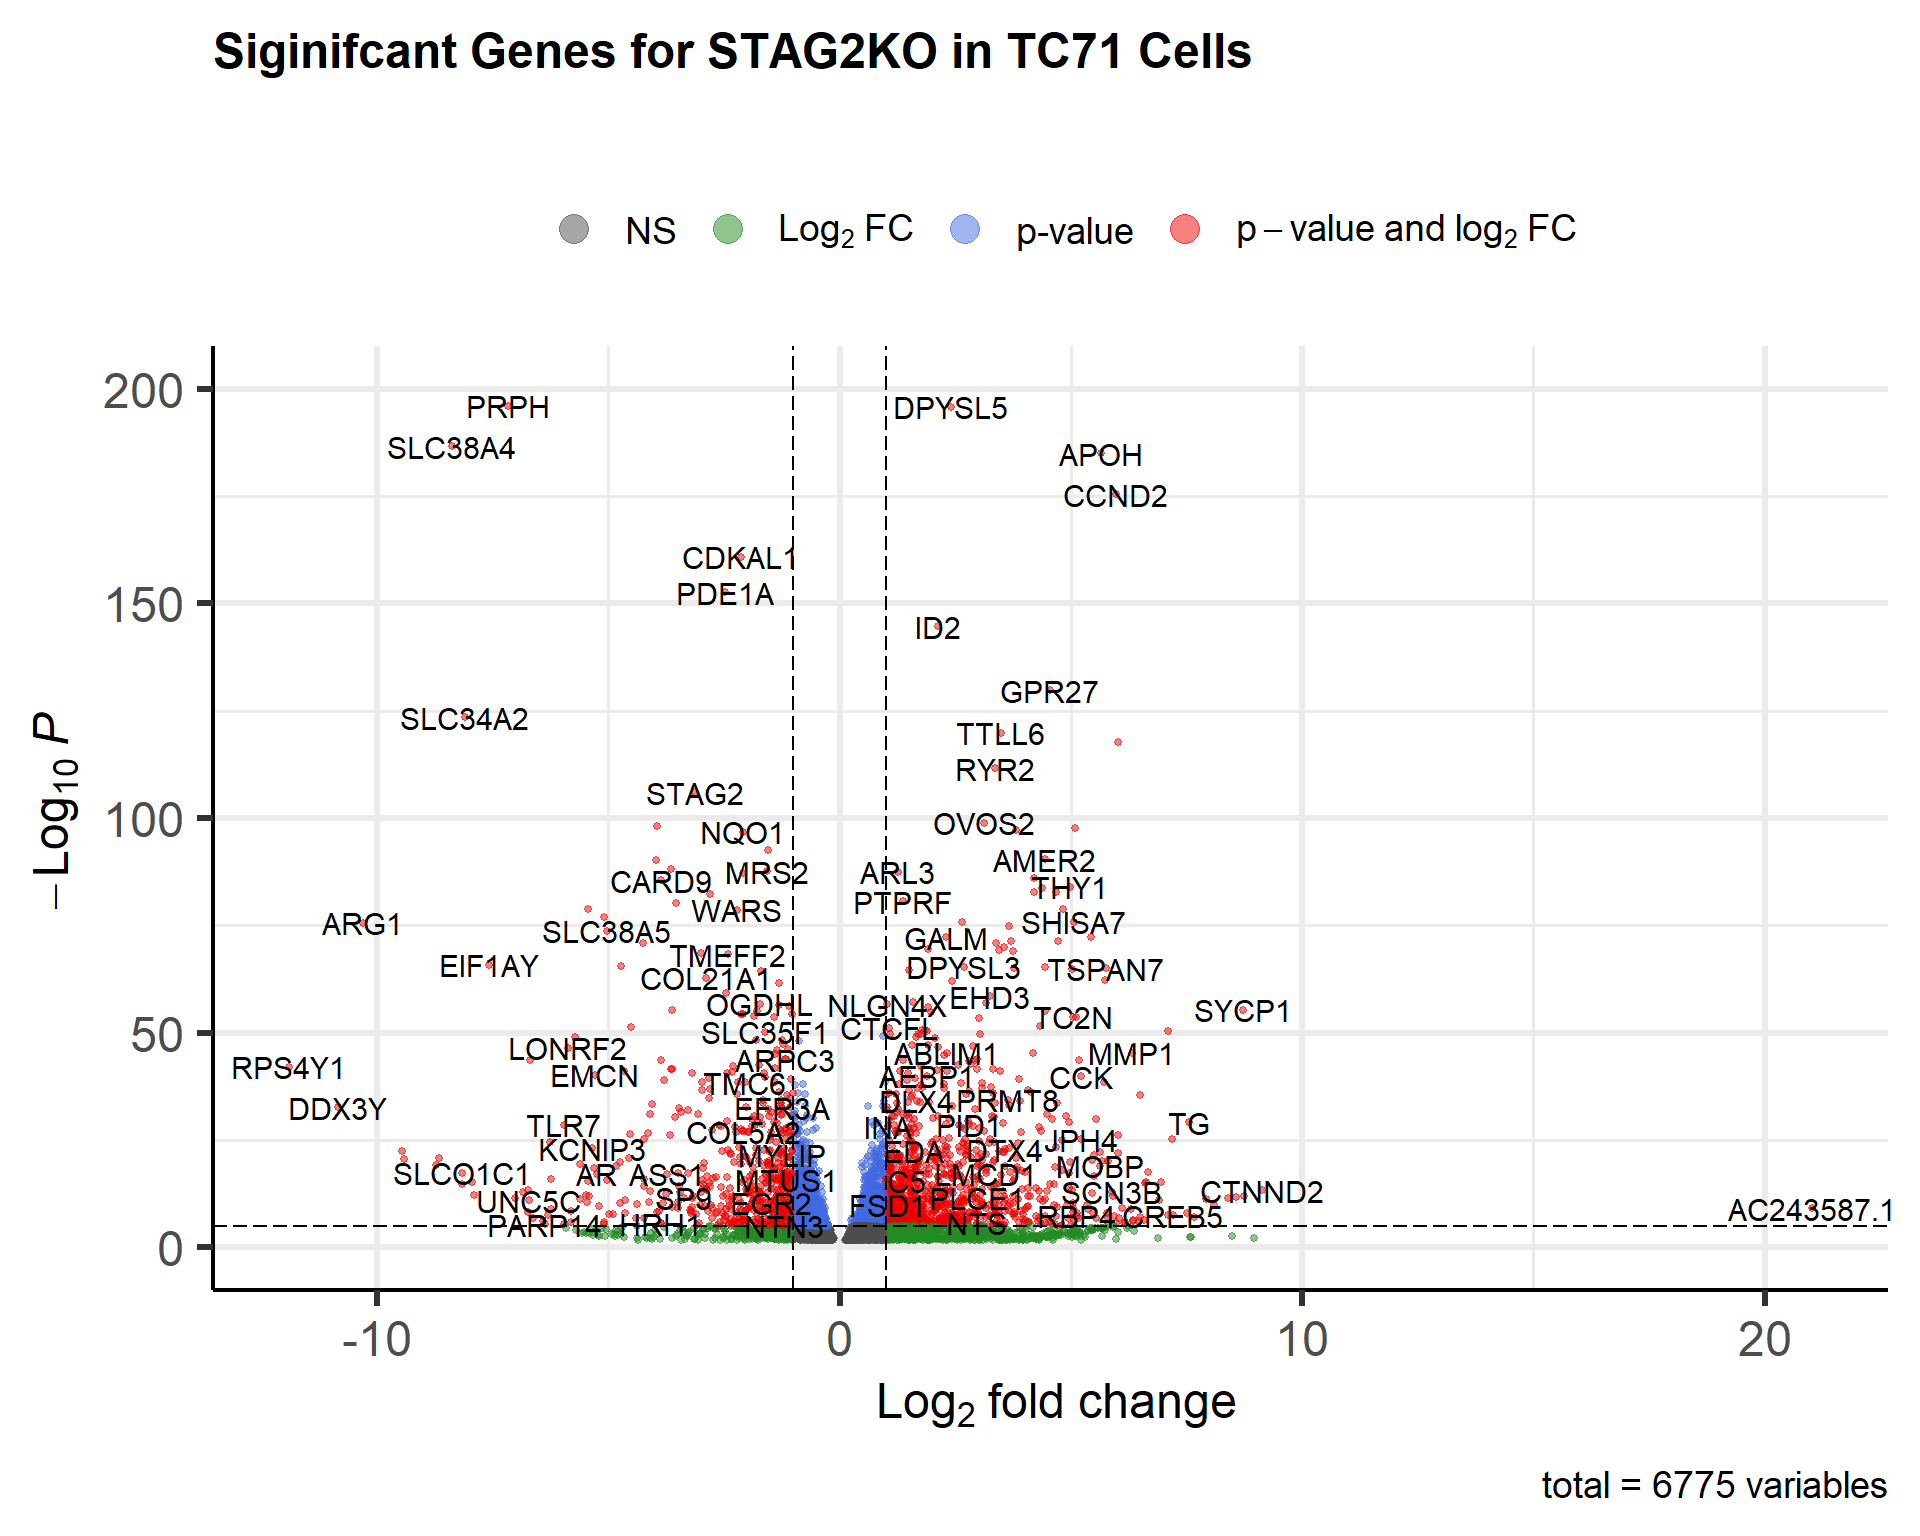 Siginifcant Genes for STAG2KO in TC71 Cells
NS Log₂ FC p-value p – value and log₂ FC
200
150
100
50
0
−Log₁₀ P
PRPH
DPYSL5
SLC38A4
APOH
CCND2
CDKAL1
PDE1A
ID2
GPR27
SLC34A2
TTLL6
RYR2
STAG2
OVOS2
NQO1
AMER2
MRS2
ARL3
CARD9
THY1
PTPRF
WARS
ARG1
SHISA7
SLC38A5
GALM
TMEFF2
EIF1AY
DPYSL3
TSPAN7
COL21A1
EHD3
OGDHL
NLGN4X
SYCP1
TC2N
SLC35F1
CTCFL
LONRF2
ABLIM1
MMP1
ARPC3
RPS4Y1
EMCN
AEBP1
CCK
TMC6
DDX3Y
EFR3A
DLX4
PRMT8
TLR7
INA
PID1
TG
COL5A2
JPH4
KCNIP3
EDA
DTX4
MYLIP
MOBP
SLCO1C1
AR
ASS1
LMCD1
MTUS1
C5
SCN3B
CTNND2
UNC5C
SP9
PLCE1
EGR2
FSD1
AC243587.1
PARP14
HRH1
RBP4
CREB5
NTN3
NTS
-10
0
10
20
Log₂ fold change
total = 6775 variables